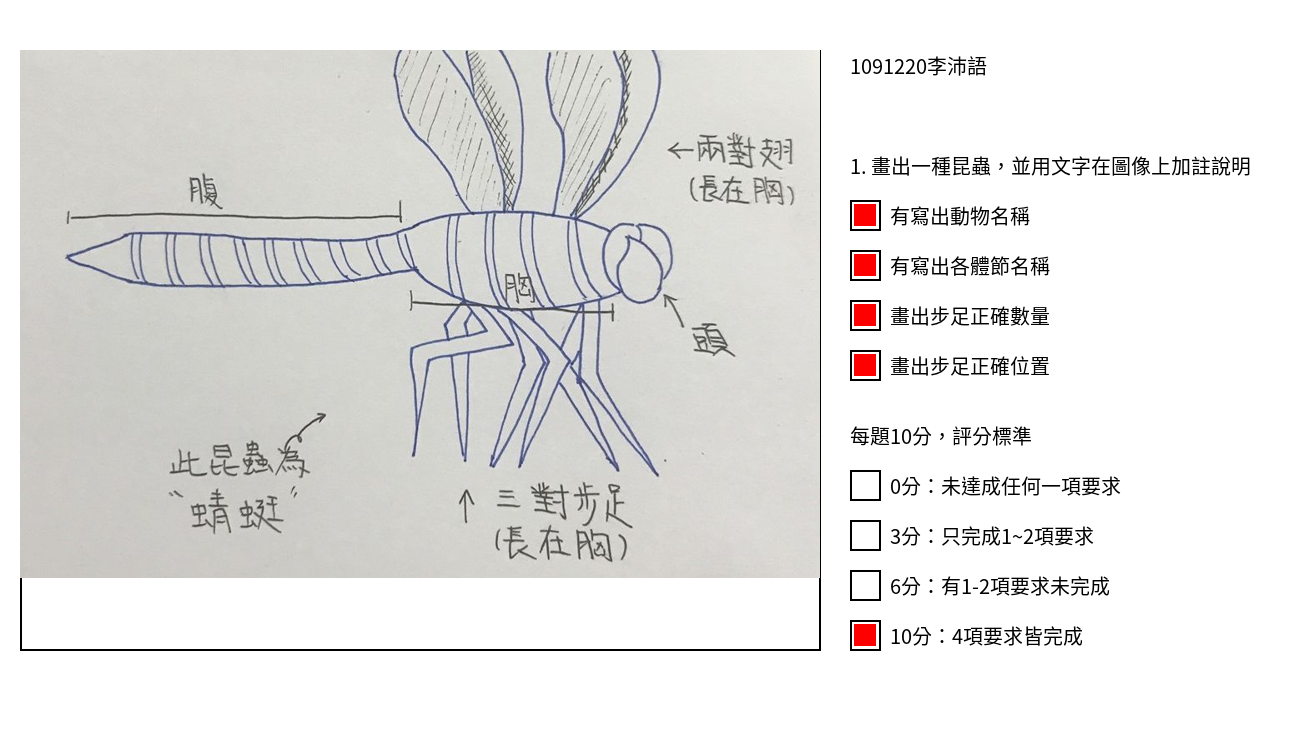 腹
←兩對翅
(長在胸)
胸
頭
此昆蟲為
“蜻蜓”
↑ 三對步足
(長在胸)
1091220李沛語
1. 畫出一種昆蟲，並用文字在圖像上加註說明
有寫出動物名稱
有寫出各體節名稱
畫出步足正確數量
畫出步足正確位置
每題10分，評分標準
0分：未達成任何一項要求
3分：只完成1~2項要求
6分：有1-2項要求未完成
10分：4項要求皆完成